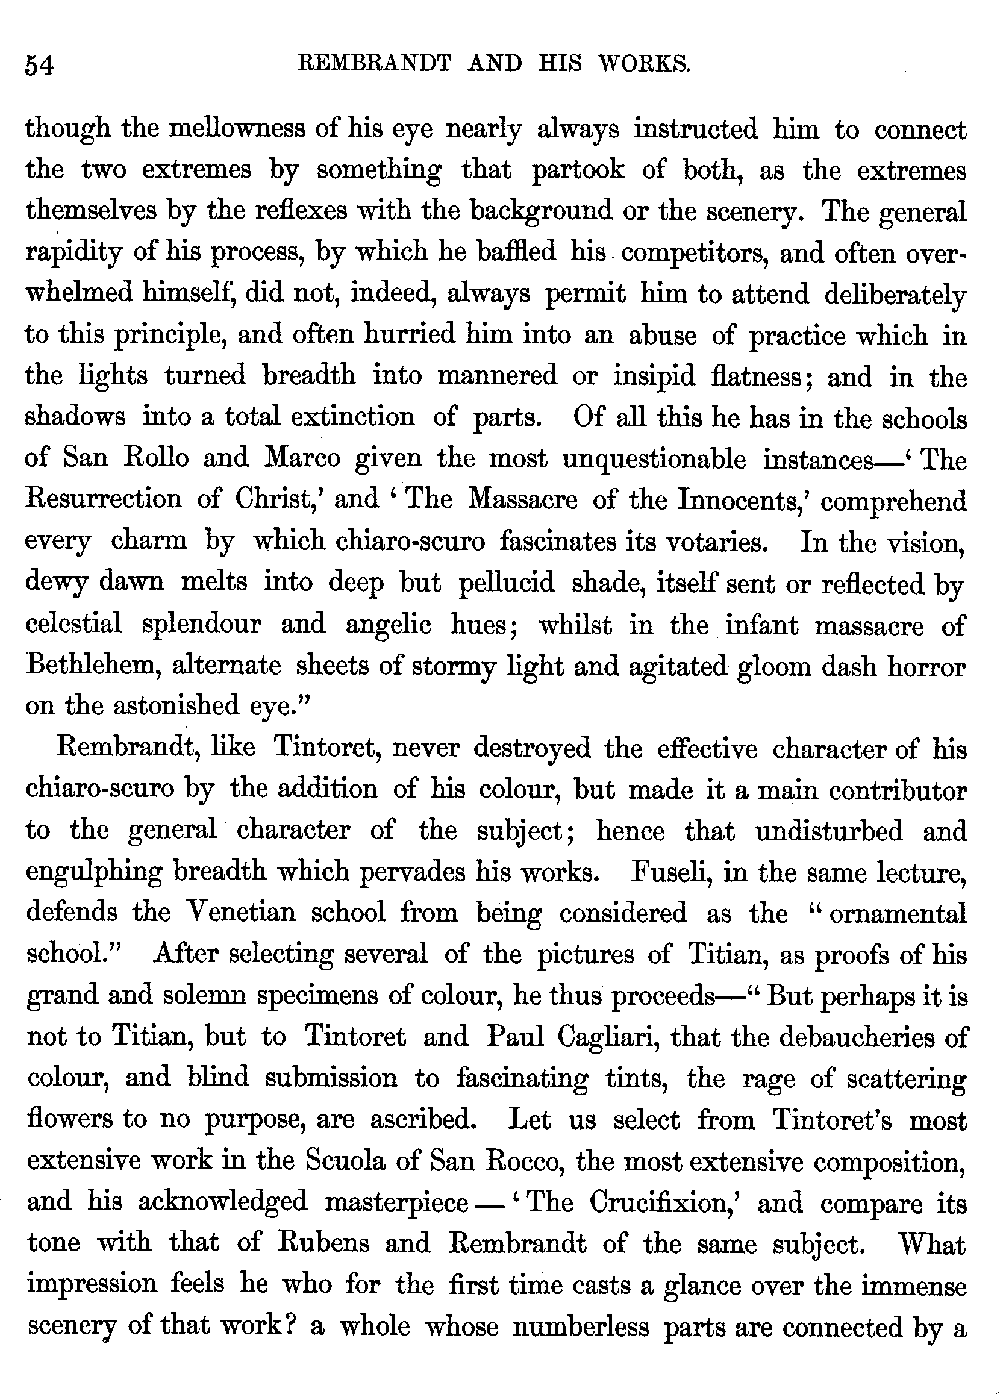 54 REMBRANDT AND HIS WORKS.
though the mellowness of his eye nearly always instructed him to connect
the two extremes by something that partook of both, as the extremes
themselves by the reflexes with the background or the scenery. The general
rapidity of his process, by which he baffled his competitors, and often over-
whelmed himself, did not, indeed, always permit him to attend deliberately
to this principle, and often hurried him into an abuse of practice which in
the lights turned breadth into mannered or insipid flatness; and in the
shadows into a total extinction of parts. Of all this he has in the schools
of San Rollo and Marco given the most unquestionable instances—‘ The
Resurrection of Christ,’ and ‘ The Massacre of the Innocents,’ comprehend
every charm by which chiaro-scuro fascinates its votaries. In the vision,
dewy dawn melts into deep but pellucid shade, itself sent or reflected by
celestial splendour and angelic hues; whilst in the infant massacre of
Bethlehem, alternate sheets of stormy light and agitated gloom dash horror
on the astonished eye.”
Rembrandt, like Tintoret, never destroyed the effective character of his
chiaro-scuro by the addition of his colour, but made it a main contributor
to the general character of the subject; hence that undisturbed and
engulphing breadth which pervades his works. Fuseli, in the same lecture,
defends the Venetian school from being considered as the “ ornamental
school.” After selecting several of the pictures of Titian, as proofs of his
grand and solemn specimens of colour, he thus proceeds—“ But perhaps it is
not to Titian, but to Tintoret and Paul Cagliari, that the debaucheries of
colour, and blind submission to fascinating tints, the rage of scattering
flowers to no purpose, are ascribed. Let us select from Tintoret’s most
extensive work in the Scuola of San Rocco, the most extensive composition,
and his acknowledged masterpiece — ‘ The Crucifixion,’ and compare its
tone with that of Rubens and Rembrandt of the same subject. What
impression feels he who for the first time casts a glance over the immense
scenery of that work? a whole whose numberless parts are connected by a